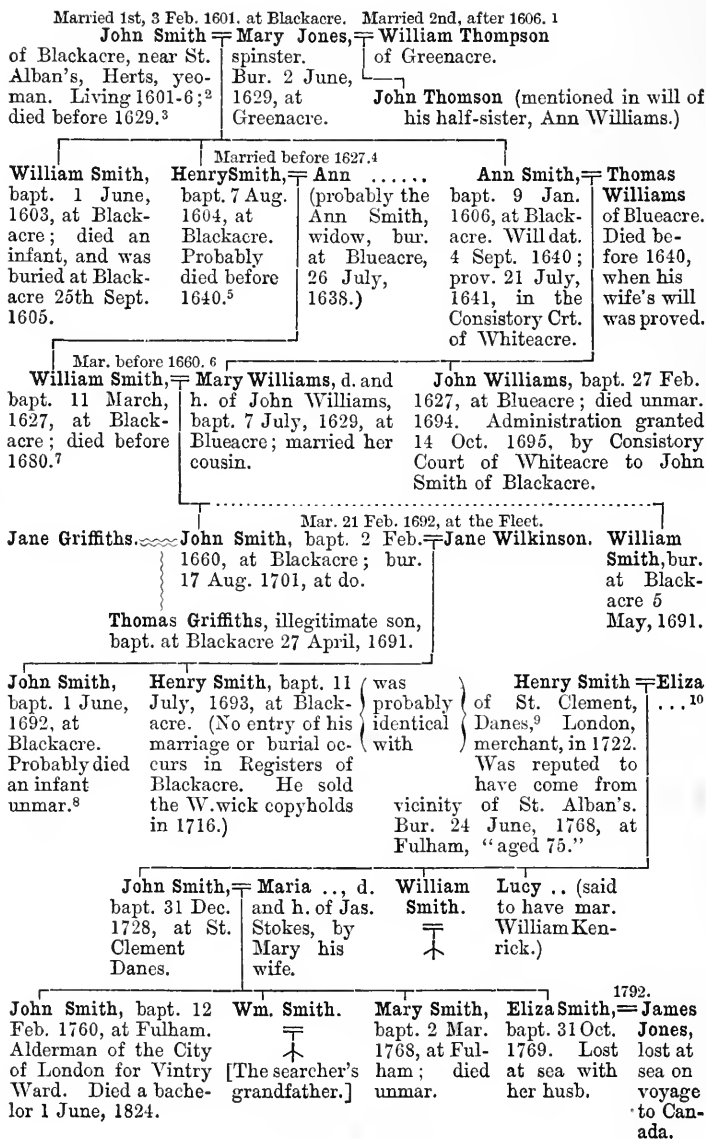 Married 1st, 3 Feb. 1601, at Blackacre. Married 2nd, after 1606. 1
John Smith = Mary Jones, = William Thompson
of Blackacre, near St.
Alban's, Herts, yeo-
man. Living 1601-6;2
died before 1629.3
spinster.
Bur. 2 June,
1629, at
Greenacre.
of Greenacre.
John Thomson (mentioned in will of
his half-sister, Ann Williams.)
William Smith,
bapt. 1 June,
1603, at Black-
acre; died an
infant, and was
buried at Black-
acre 25th Sept.
1605.
Married before 1627.4
Henry Smith, =
bapt. 7 Aug.
1604, at
Blackacre.
Probably
died before
1640.5
Ann ......
(probably the
Ann Smith,
widow, bur.
at Blueacre,
26 July,
1638.)
Ann Smith, =
bapt. 9 Jan.
1606, at Black-
acre. Will dat.
4 Sept. 1640;
prov. 21 July,
1641, in the
Consistory Crt.
of Whiteacre.
Thomas
Williams
of Blueacre.
Died be-
fore 1640,
when his
wife's will
was proved.
Mar. before 1660. 6
William Smith, =
bapt. 11 March,
1627, at Black-
acre; died before
1680.7
Mary Williams, d. and
h. of John Williams,
bapt. 7 July, 1629, at
Blueacre; married her
cousin.
John Williams, bapt. 27 Feb.
1627, at Blueacre; died unmar.
1694. Administration granted
14 Oct. 1695, by Consistory
Court of Whiteacre to John
Smith of Blackacre.
Mar. 21 Feb. 1692, at the Fleet.
Jane Griffiths.
John Smith, bapt. 2 Feb.
1660, at Blackacre; bur.
17 Aug. 1701, at do.
= Jane Wilkinson.
William
Smith, bur.
at Black-
acre 5
May, 1691.
Thomas Griffiths, illegitimate son,
bapt. at Blackacre 27 April, 1691.
John Smith,
bapt. 1 June,
1692, at
Blackacre.
Probably died
an infant
unmar.8
Henry Smith, bapt. 11
July, 1693, at Black-
acre. (No entry of his
marriage or burial oc-
curs in Registers of
Blackacre. He sold
the W.wick copyholds
in 1716.)
( was
probably
identical
with )
Henry Smith = Eliza
of St. Clement,
Danes,9 London,
merchant, in 1722.
Was reputed to
have come from
vicinity of St. Alban's.
Bur. 24 June, 1768, at
Fulham, "aged 75."
...10
John Smith, =
bapt. 31 Dec.
1728, at St.
Clement
Danes.
Maria .., d.
and h. of Jas.
Stokes, by
Mary his
wife.
William
Smith.
Lucy .. (said
to have mar.
William Ken-
rick.)
John Smith, bapt. 12
Feb. 1760, at Fulham.
Alderman of the City
of London for Vintry
Ward. Died a bache-
lor 1 June, 1824.
Wm. Smith.
[The searcher's
grandfather.]
Mary Smith,
bapt. 2 Mar.
1768, at Ful-
ham; died
unmar.
1792.
Eliza Smith, =
bapt. 31 Oct.
1769. Lost
at sea with
her husb.
James
Jones,
lost at
sea on
voyage
to Can-
ada.